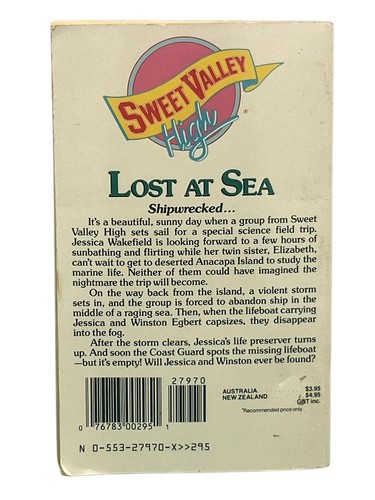 SWEET VALLEY
High
®
LOST AT SEA
Shipwrecked...
It's a beautiful, sunny day when a group from Sweet
Valley High sets sail for a special science field trip.
Jessica Wakefield is looking forward to a few hours of
sunbathing and flirting while her twin sister, Elizabeth,
can't wait to get to deserted Anacapa Island to study
the marine life. Neither of them could have imagined the
nightmare the trip will become.
On the way back from the island, a violent storm
sets in, and the group is forced to abandon ship in the
middle of a raging sea. Then, when the lifeboat carrying
Jessica and Winston Egbert capsizes, they disappear
into the fog.
After the storm clears, Jessica's life preserver turns
up. And soon the Coast Guard spots the missing lifeboat
—but it's empty! Will Jessica and Winston ever be found?
27970
0 76783 00295 1
AUSTRALIA $3.95
NEW ZEALAND $4.95
GST inc.
*Recommended price only
N 0-553-27970-X>>295